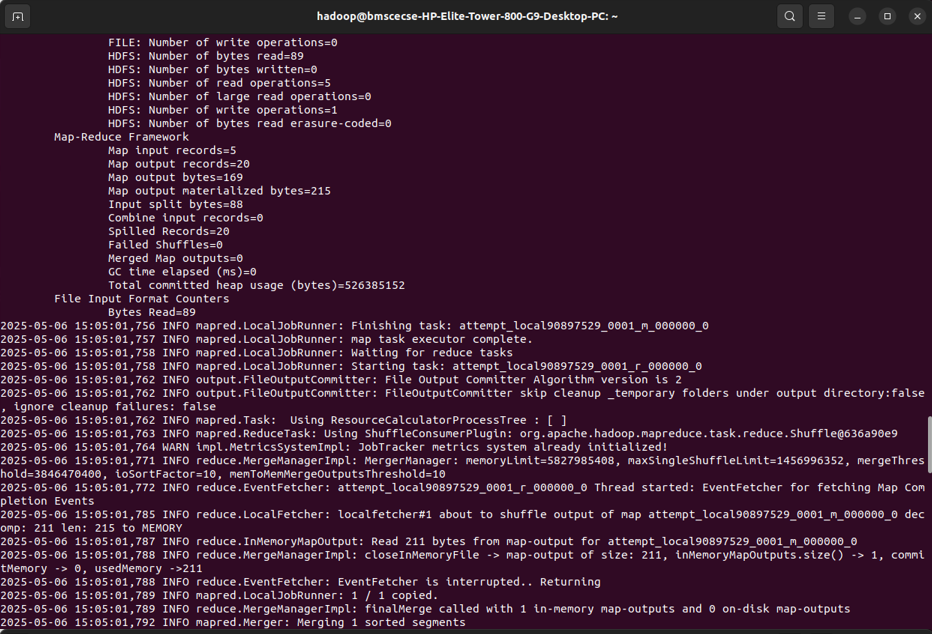 hadoop@bmscecse-HP-Elite-Tower-800-G9-Desktop-PC: ~
FILE: Number of write operations=0
HDFS: Number of bytes read=89
HDFS: Number of bytes written=0
HDFS: Number of read operations=5
HDFS: Number of large read operations=0
HDFS: Number of write operations=1
HDFS: Number of bytes read erasure-coded=0
Map-Reduce Framework
Map input records=5
Map output records=20
Map output bytes=169
Map output materialized bytes=215
Input split bytes=88
Combine input records=0
Spilled Records=20
Failed Shuffles=0
Merged Map outputs=0
GC time elapsed (ms)=0
Total committed heap usage (bytes)=526385152
File Input Format Counters
Bytes Read=89
2025-05-06 15:05:01,756 INFO mapred.LocalJobRunner: Finishing task: attempt_local90897529_0001_m_000000_0
2025-05-06 15:05:01,757 INFO mapred.LocalJobRunner: map task executor complete.
2025-05-06 15:05:01,758 INFO mapred.LocalJobRunner: Waiting for reduce tasks
2025-05-06 15:05:01,758 INFO mapred.LocalJobRunner: Starting task: attempt_local90897529_0001_r_000000_0
2025-05-06 15:05:01,762 INFO output.FileOutputCommitter: File Output Committer Algorithm version is 2
2025-05-06 15:05:01,762 INFO output.FileOutputCommitter: FileOutputCommitter skip cleanup _temporary folders under output directory:false
, ignore cleanup failures: false
2025-05-06 15:05:01,762 INFO mapred.Task:  Using ResourceCalculatorProcessTree : [ ]
2025-05-06 15:05:01,763 INFO mapred.ReduceTask: Using ShuffleConsumerPlugin: org.apache.hadoop.mapreduce.task.reduce.Shuffle@636a90e9
2025-05-06 15:05:01,764 WARN impl.MetricsSystemImpl: JobTracker metrics system already initialized!
2025-05-06 15:05:01,771 INFO reduce.MergeManagerImpl: MergerManager: memoryLimit=5827985408, maxSingleShuffleLimit=1456996352, mergeThres
hold=3846470400, ioSortFactor=10, memToMemMergeOutputsThreshold=10
2025-05-06 15:05:01,772 INFO reduce.EventFetcher: attempt_local90897529_0001_r_000000_0 Thread started: EventFetcher for fetching Map Com
pletion Events
2025-05-06 15:05:01,785 INFO reduce.LocalFetcher: localfetcher#1 about to shuffle output of map attempt_local90897529_0001_m_000000_0 dec
omp: 211 len: 215 to MEMORY
2025-05-06 15:05:01,787 INFO reduce.InMemoryMapOutput: Read 211 bytes from map-output for attempt_local90897529_0001_m_000000_0
2025-05-06 15:05:01,788 INFO reduce.MergeManagerImpl: closeInMemoryFile -> map-output of size: 211, inMemoryMapOutputs.size() -> 1, commi
tMemory -> 0, usedMemory ->211
2025-05-06 15:05:01,788 INFO reduce.EventFetcher: EventFetcher is interrupted.. Returning
2025-05-06 15:05:01,789 INFO mapred.LocalJobRunner: 1 / 1 copied.
2025-05-06 15:05:01,789 INFO reduce.MergeManagerImpl: finalMerge called with 1 in-memory map-outputs and 0 on-disk map-outputs
2025-05-06 15:05:01,792 INFO mapred.Merger: Merging 1 sorted segments